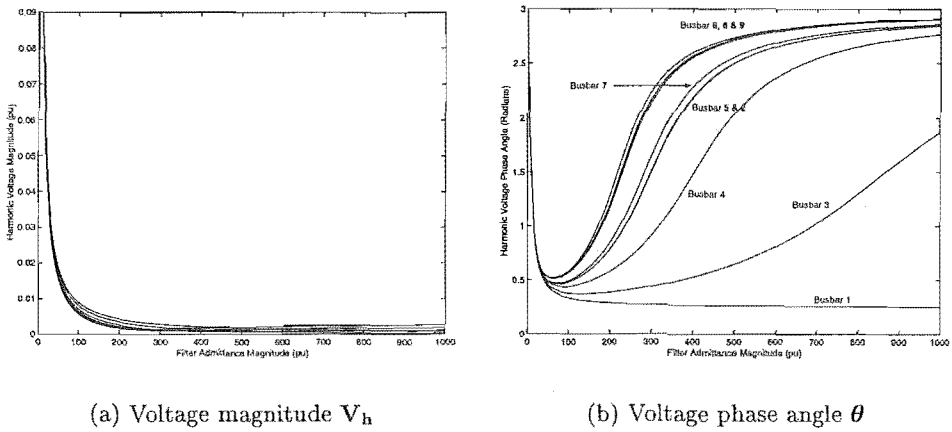 0.09
0.08
0.07
0.06
0.05
0.04
0.03
0.02
0.01
0
Harmonic Voltage Magnitude (pu)
0 100 200 300 400 500 600 700 800 900 1000
Filter Admittance Magnitude (pu)
(a) Voltage magnitude Vh
3
2.5
2
1.5
1
0.5
0
Harmonic Voltage Phase Angle (Radians)
Busbar 6, 8 & 9
Busbar 7
Busbar 5 & 2
Busbar 4
Busbar 3
Busbar 1
0 100 200 300 400 500 600 700 800 900 1000
Filter Admittance Magnitude (pu)
(b) Voltage phase angle θ